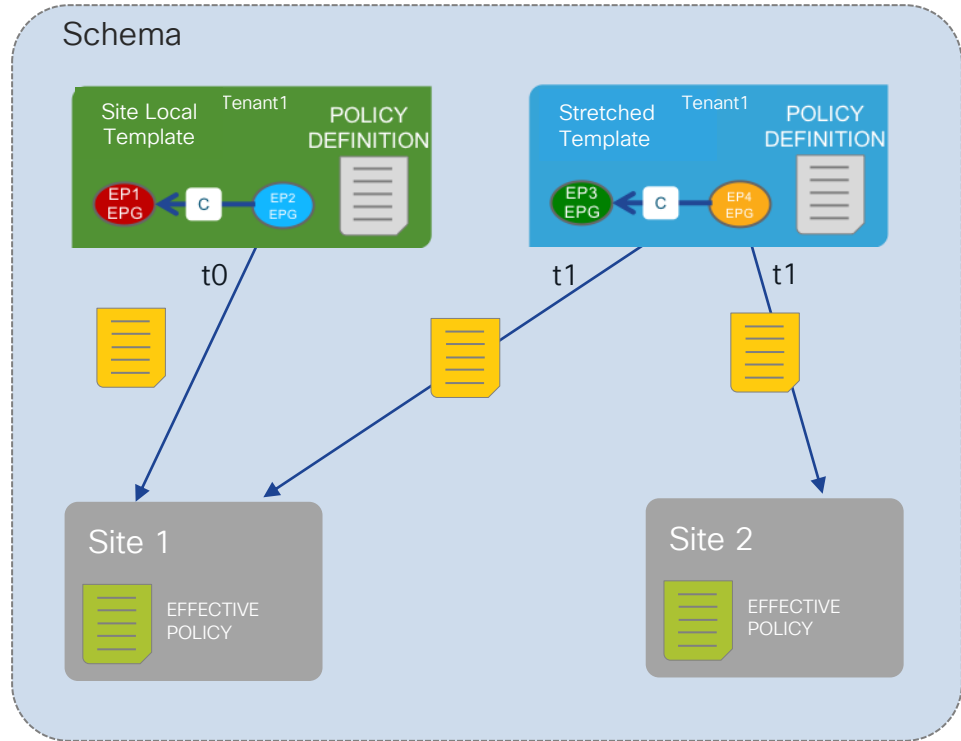 Schema
Site Local
Template
Tenant1
POLICY
DEFINITION
EP1
EPG
C
EP2
EPG
Stretched
Template
Tenant1
POLICY
DEFINITION
EP3
EPG
C
EP4
EPG
t0
t1
t1
Site 1
EFFECTIVE
POLICY
Site 2
EFFECTIVE
POLICY